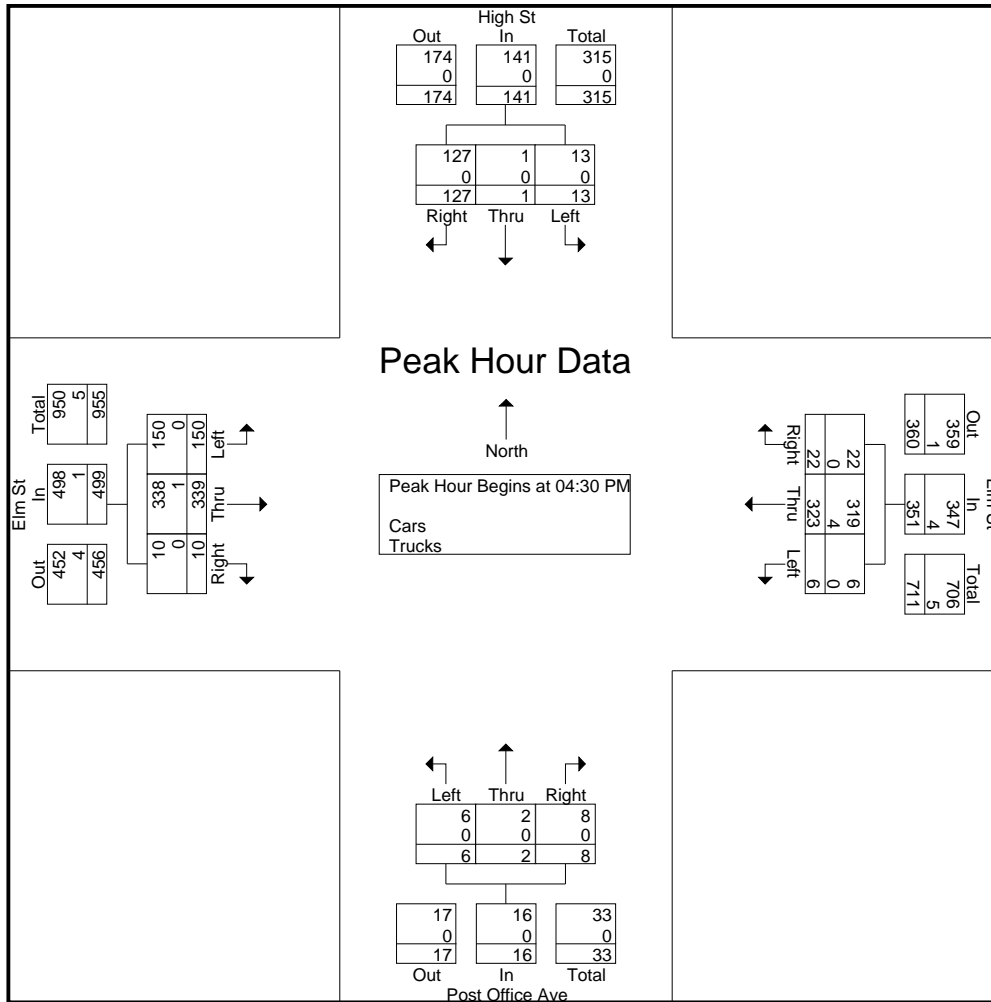 High St
Out In Total
174 141 315
0 0 0
174 141 315
127 1 13
0 0 0
127 1 13
Right Thru Left
Peak Hour Data
North
Peak Hour Begins at 04:30 PM
Cars
Trucks
Elm St
Total In Out
950 498 452
5 1 4
955 499 456
150 338 10
0 1 0
150 339 10
Left Thru Right
Out In Total
359 347 706
1 4 5
360 351 711
22 319 6
0 4 0
22 323 6
Right Thru Left
Left Thru Right
6 2 8
0 0 0
6 2 8
17 16 33
0 0 0
17 16 33
Out In Total
Post Office Ave